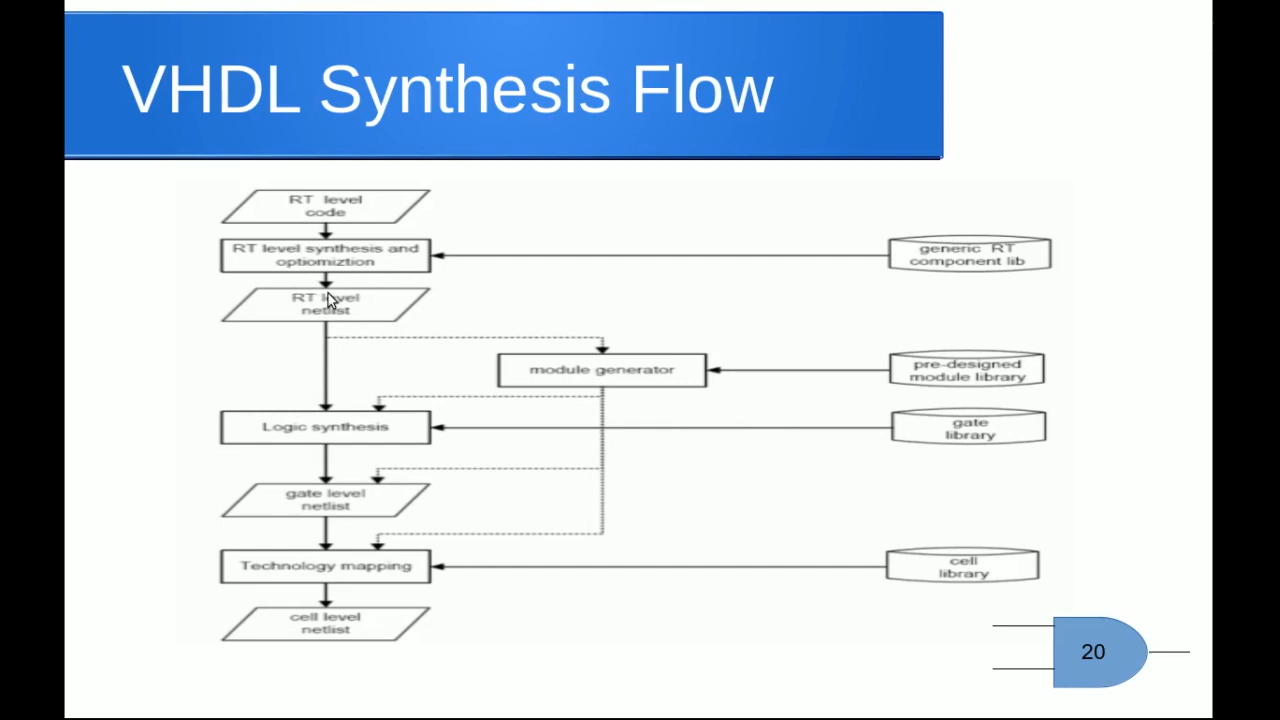 VHDL Synthesis Flow
RT level
code
RT level synthesis and
optiomiztion
generic RT
component lib
RT level
netlist
module generator
pre-designed
module library
Logic synthesis
gate
library
gate level
netlist
Technology mapping
cell
library
cell level
netlist
20